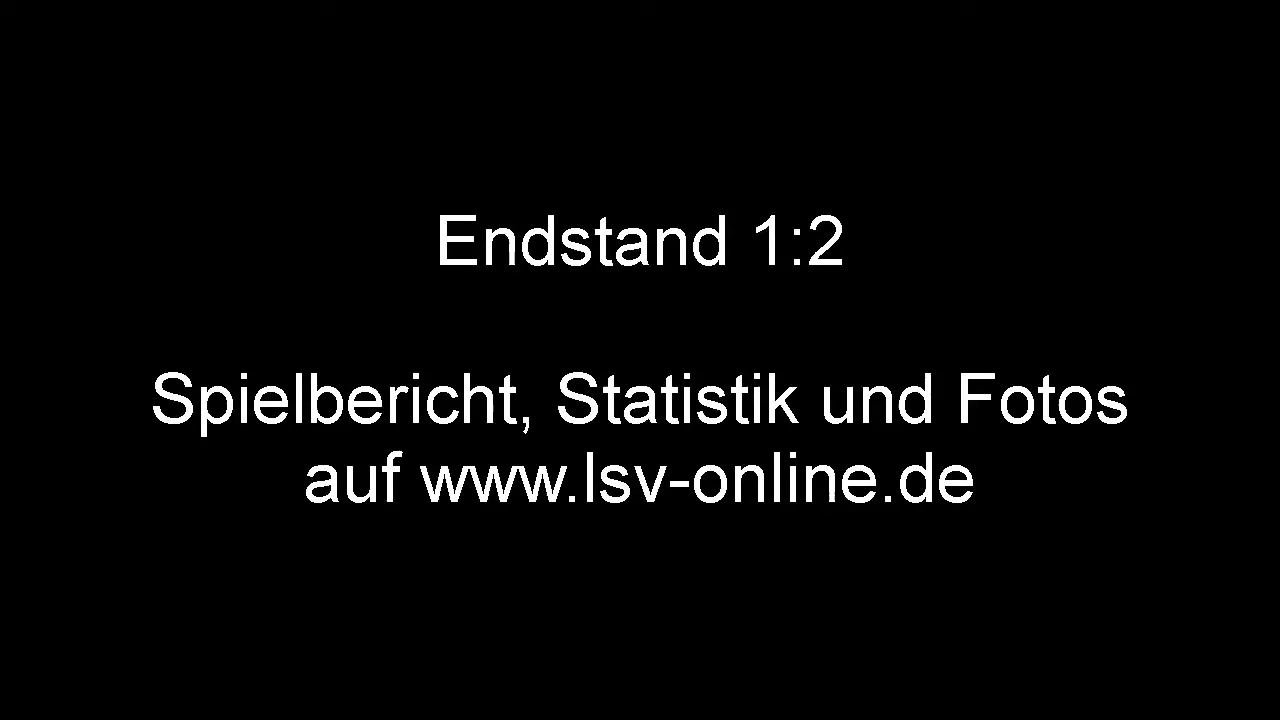 Endstand 1:2
Spielbericht, Statistik und Fotos
auf www.lsv-online.de